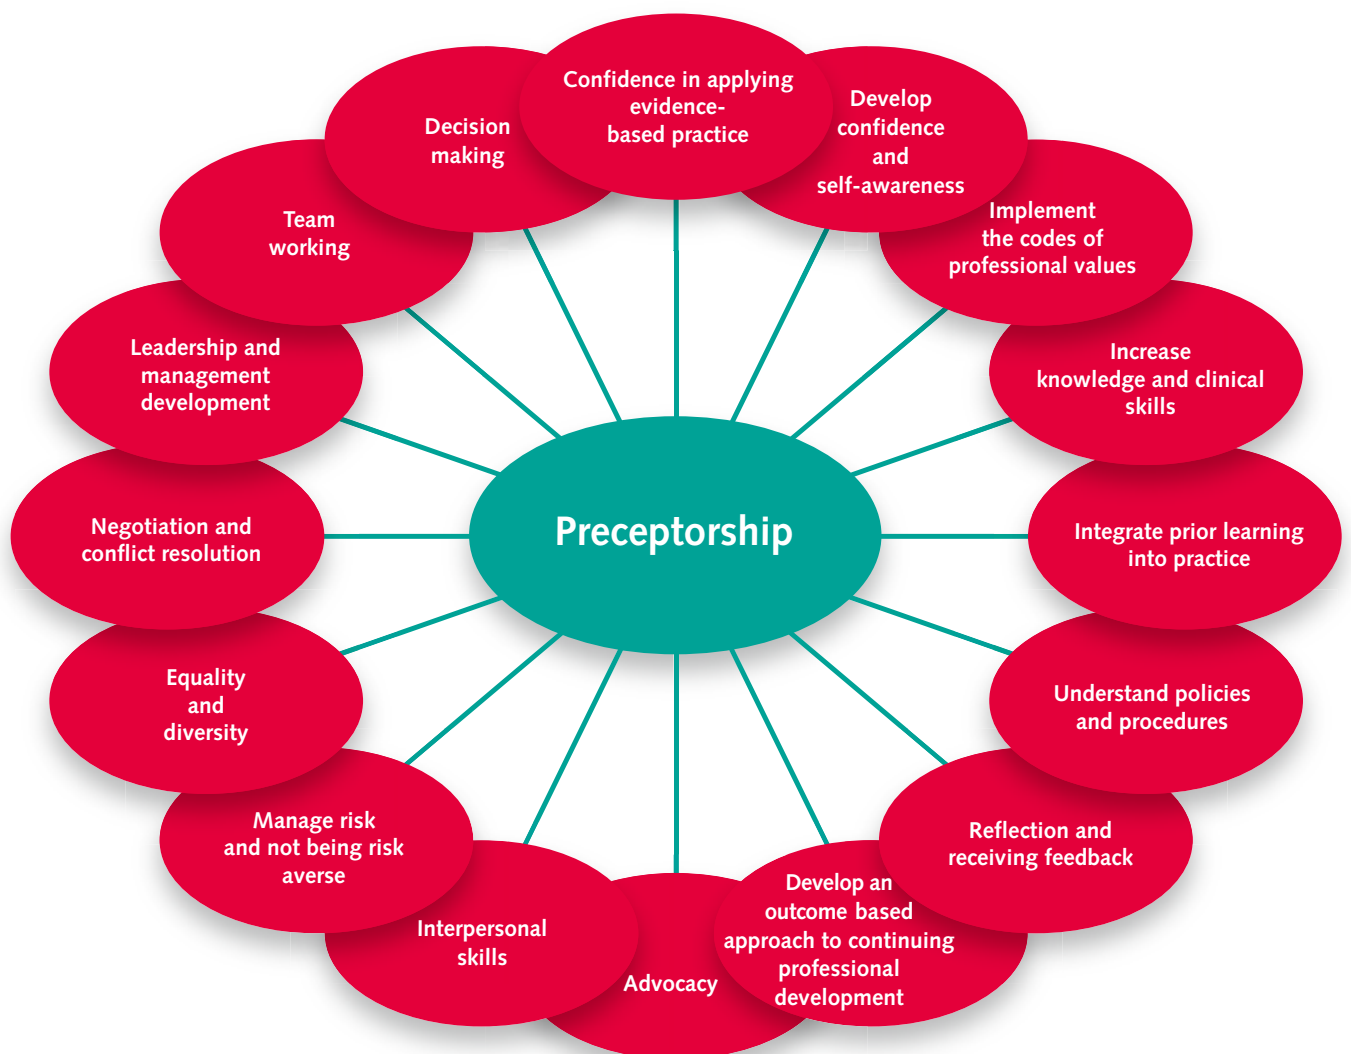 Confidence in applying
evidence-
based practice
Develop
confidence
and
self-awareness
Implement
the codes of
professional values
Increase
knowledge and clinical
skills
Integrate prior learning
into practice
Understand policies
and procedures
Reflection and
receiving feedback
Develop an
outcome based
approach to continuing
professional
development
Advocacy
Interpersonal
skills
Manage risk
and not being risk
averse
Equality
and
diversity
Negotiation and
conflict resolution
Leadership and
management
development
Team
working
Decision
making
Preceptorship